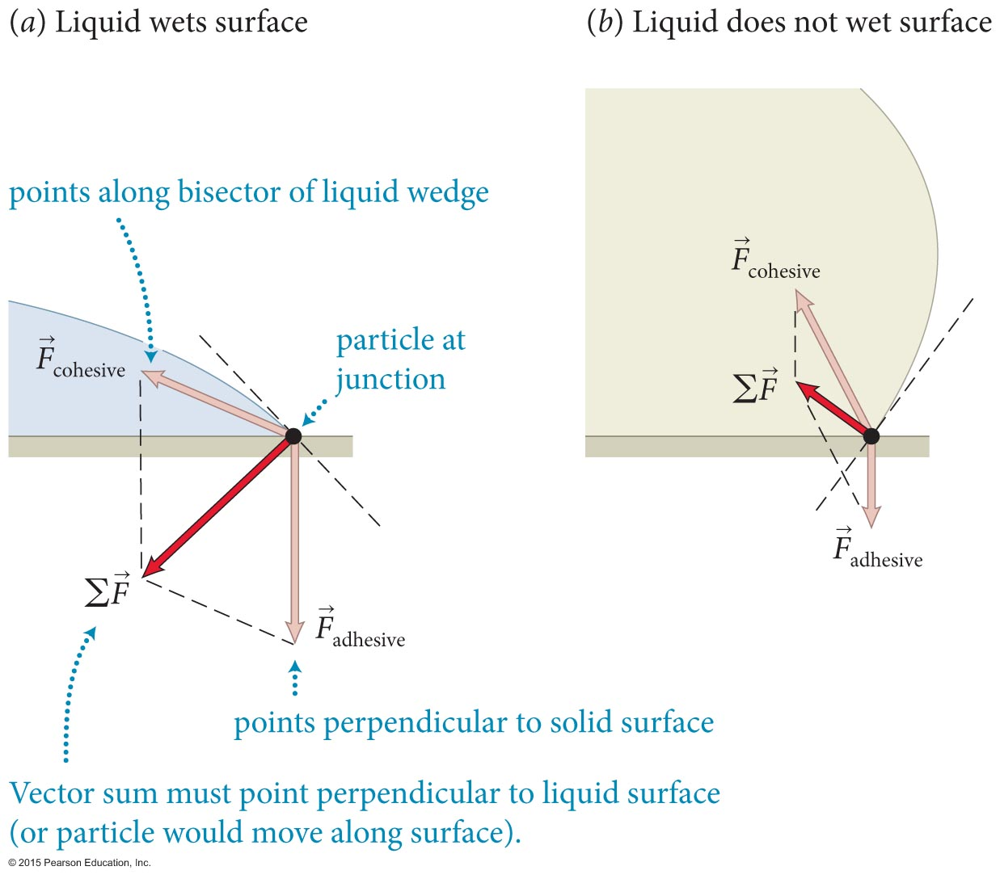 (a) Liquid wets surface
(b) Liquid does not wet surface
points along bisector of liquid wedge
F⃗cohesive
particle at
junction
ΣF⃗
F⃗adhesive
points perpendicular to solid surface
Vector sum must point perpendicular to liquid surface
(or particle would move along surface).
F⃗cohesive
ΣF⃗
F⃗adhesive
© 2015 Pearson Education, Inc.